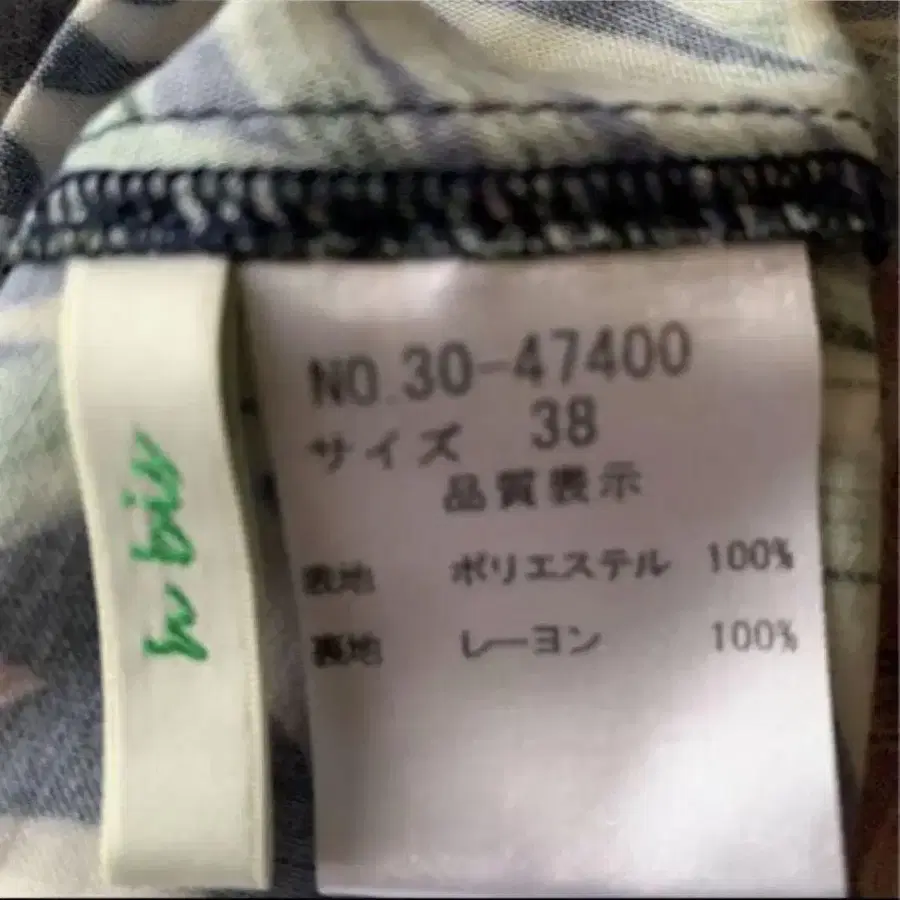 NO.30-47400
サイズ 38
品質表示
表地 ポリエステル 100%
裏地 レーヨン 100%
bis